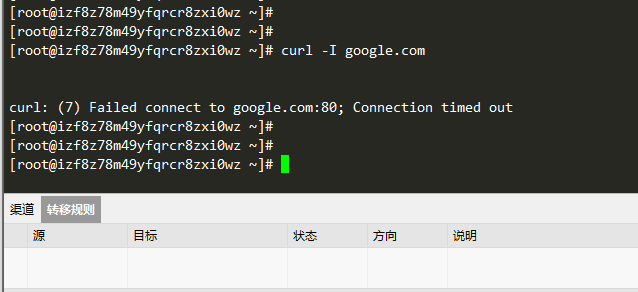 [root@izf8z78m49yfqrcr8zxi0wz ~]#
[root@izf8z78m49yfqrcr8zxi0wz ~]#
[root@izf8z78m49yfqrcr8zxi0wz ~]# curl -I google.com
curl: (7) Failed connect to google.com:80; Connection timed out
[root@izf8z78m49yfqrcr8zxi0wz ~]#
[root@izf8z78m49yfqrcr8zxi0wz ~]#
[root@izf8z78m49yfqrcr8zxi0wz ~]#
渠道 转移规则
源 目标 状态 方向 说明